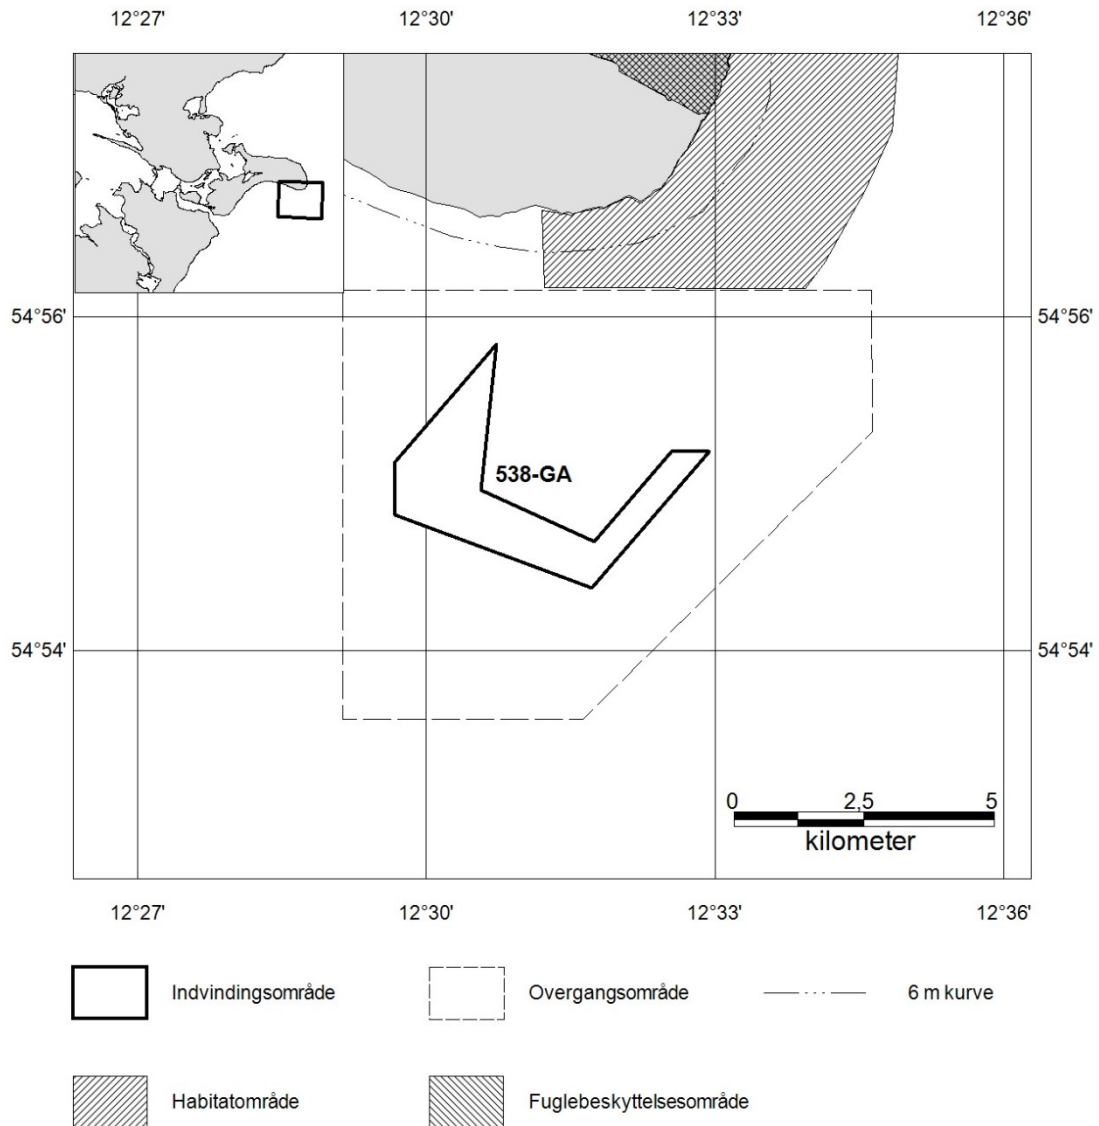 12°27' 12°30' 12°33' 12°36'
54°56' 54°56'
538-GA
54°54' 54°54'
0 2,5 5
kilometer
12°27' 12°30' 12°33' 12°36'
Indvindingsområde Overgangsområde 6 m kurve
Habitatområde Fuglebeskyttelsesområde